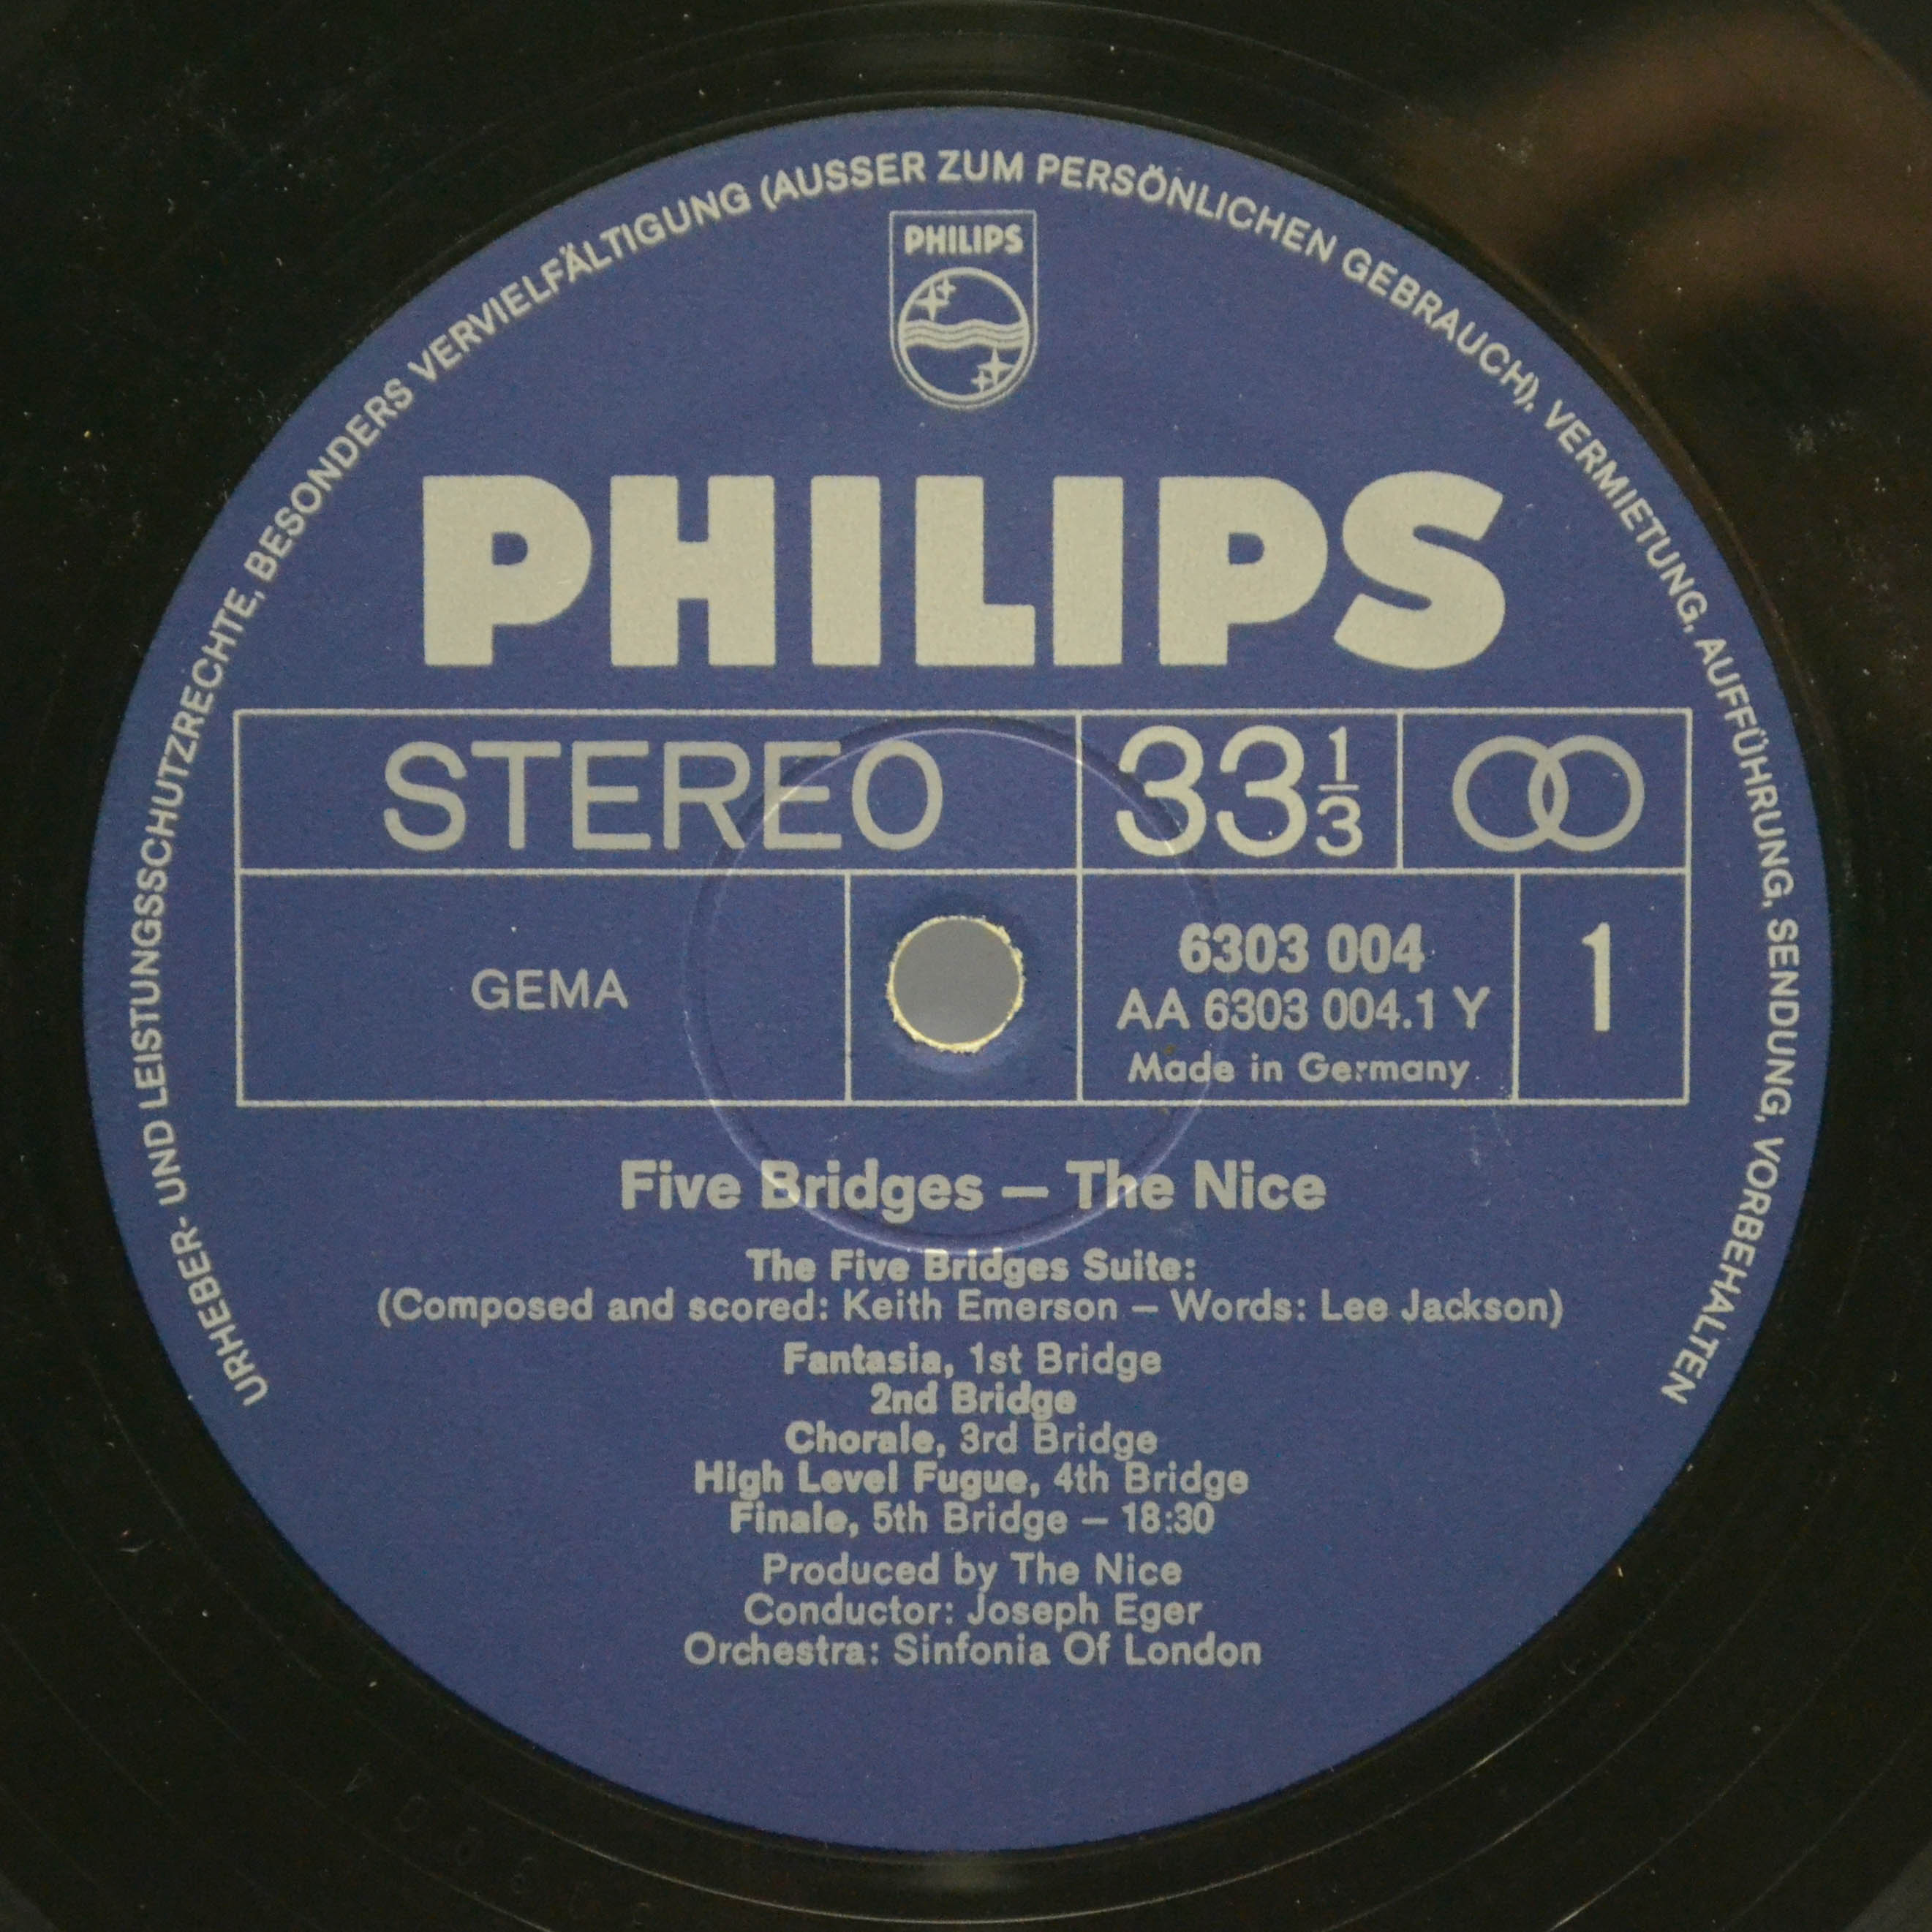 URHEBER- UND LEISTUNGSSCHUTZRECHTE, BESONDERS VERVIELFÄLTIGUNG (AUSSER ZUM PERSÖNLICHEN GEBRAUCH), VERMIETUNG, AUFFÜHRUNG, SENDUNG, VORBEHALTEN
PHILIPS
PHILIPS
STEREO 33 1/3
GEMA
6303 004
AA 6303 004.1 Y
Made in Germany
1
Five Bridges – The Nice
The Five Bridges Suite:
(Composed and scored: Keith Emerson – Words: Lee Jackson)
Fantasia, 1st Bridge
2nd Bridge
Chorale, 3rd Bridge
High Level Fugue, 4th Bridge
Finale, 5th Bridge – 18:30
Produced by The Nice
Conductor: Joseph Eger
Orchestra: Sinfonia Of London